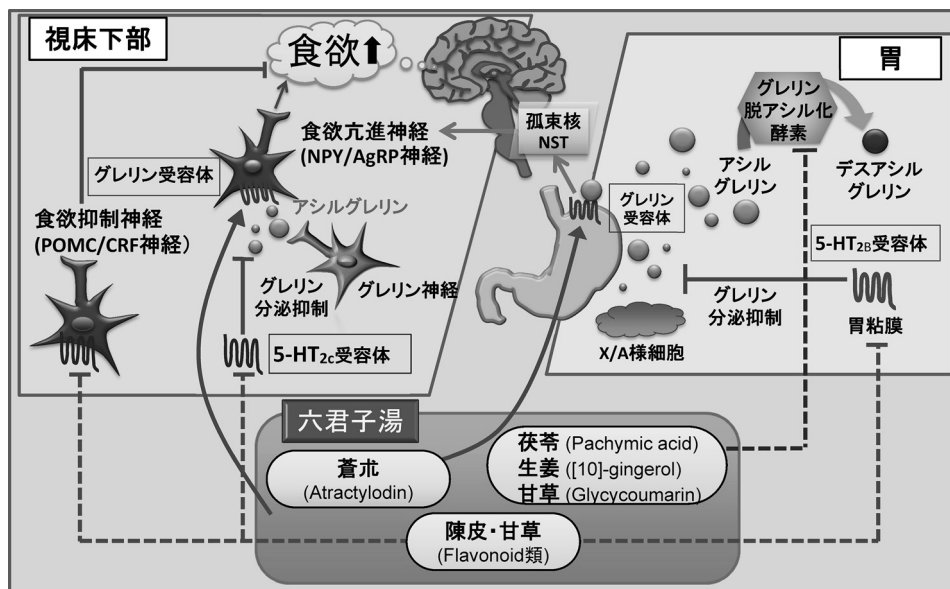 視床下部
食欲⬆
胃
グレリン
脱アシル化
酵素
孤束核
NST
食欲亢進神経
(NPY/AgRP神経)
グレリン受容体
アシル
グレリン
デスアシル
グレリン
グレリン
受容体
アシルグレリン
食欲抑制神経
(POMC/CRF神経)
5-HT2B受容体
グレリン
分泌抑制
グレリン神経
グレリン
分泌抑制
胃粘膜
X/A様細胞
5-HT2c受容体
六君子湯
蒼朮
(Atractylodin)
茯苓 (Pachymic acid)
生姜 ([10]-gingerol)
甘草 (Glycycoumarin)
陳皮・甘草
(Flavonoid類)